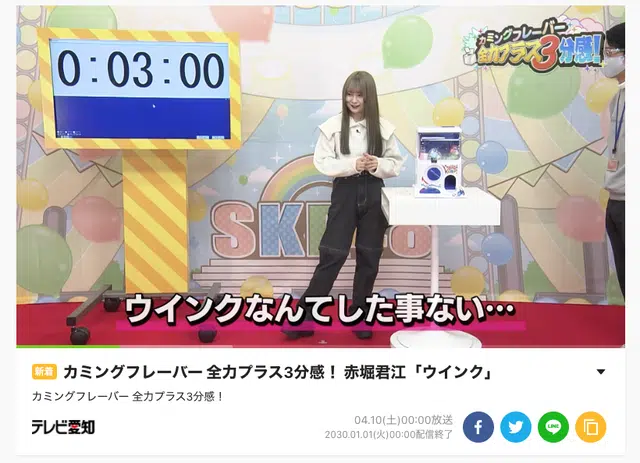 カミングフレーバー
全力プラス3分感!
0:03:00
SKE
ウインクなんてした事ない…
新着 カミングフレーバー 全力プラス3分感! 赤堀君江「ウインク」
カミングフレーバー 全力プラス3分感!
テレビ愛知
04.10(土)00:00放送
2030.01.01(火)00:00配信終了